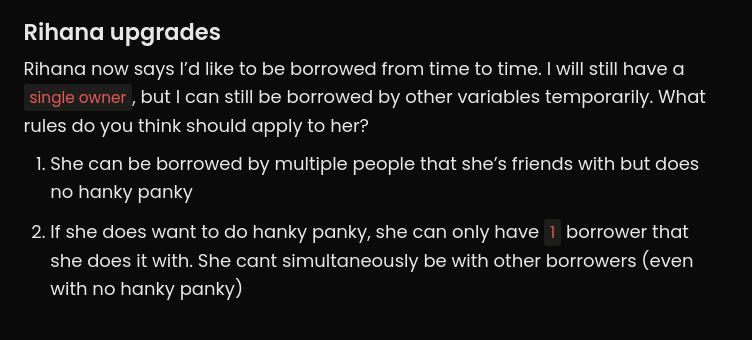 Rihana upgrades
Rihana now says I’d like to be borrowed from time to time. I will still have a
single owner , but I can still be borrowed by other variables temporarily. What
rules do you think should apply to her?
1. She can be borrowed by multiple people that she’s friends with but does
no hanky panky
2. If she does want to do hanky panky, she can only have 1 borrower that
she does it with. She cant simultaneously be with other borrowers (even
with no hanky panky)